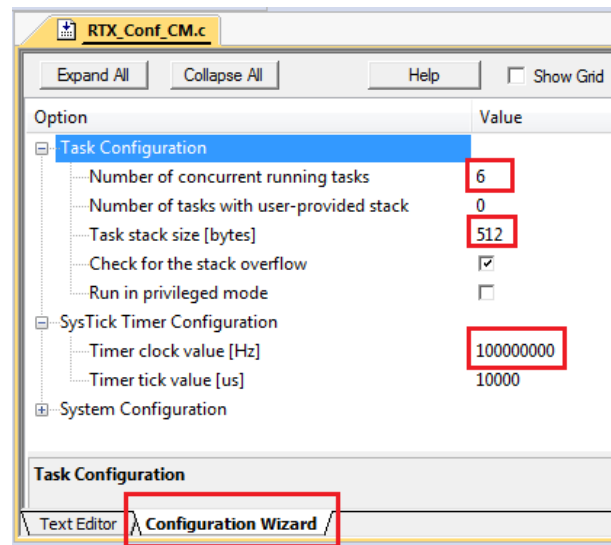 RTX_Conf_CM.c
Expand All Collapse All Help Show Grid
Option Value
Task Configuration
Number of concurrent running tasks 6
Number of tasks with user-provided stack 0
Task stack size [bytes] 512
Check for the stack overflow
Run in privileged mode
SysTick Timer Configuration
Timer clock value [Hz] 100000000
Timer tick value [us] 10000
System Configuration
Task Configuration
Text Editor Configuration Wizard